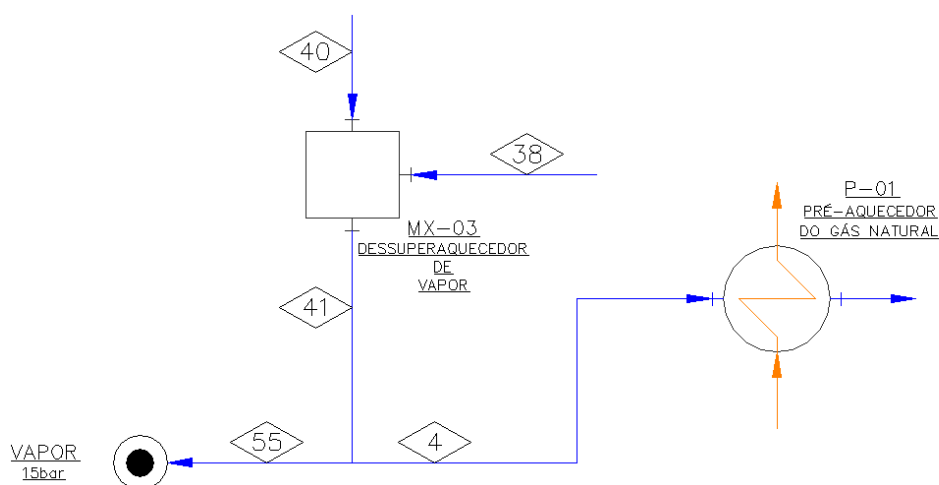 40
38
P-01
PRÉ-AQUECEDOR
DO GÁS NATURAL
MX-03
DESSUPERAQUECEDOR
DE
VAPOR
41
55
4
VAPOR
15bar